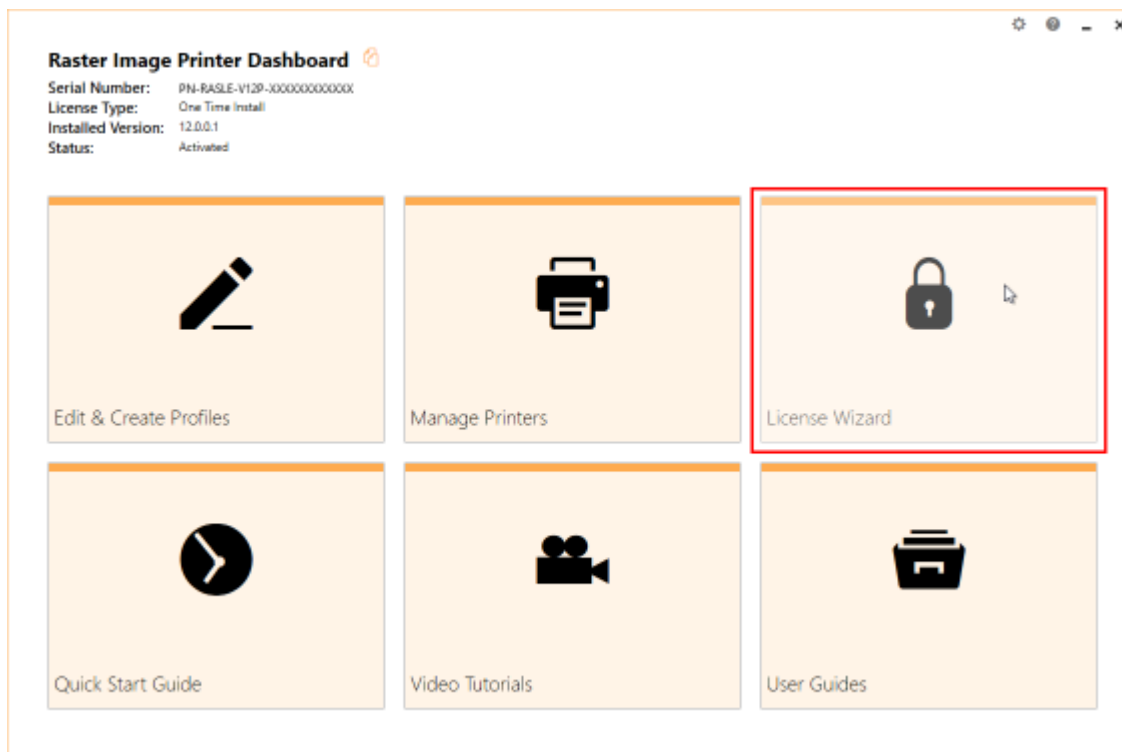 Raster Image Printer Dashboard
Serial Number: PN-RASLE-V12P-XXXXXXXXXXXX
License Type: One Time Install
Installed Version: 12.0.0.1
Status: Activated
Edit & Create Profiles
Manage Printers
License Wizard
Quick Start Guide
Video Tutorials
User Guides